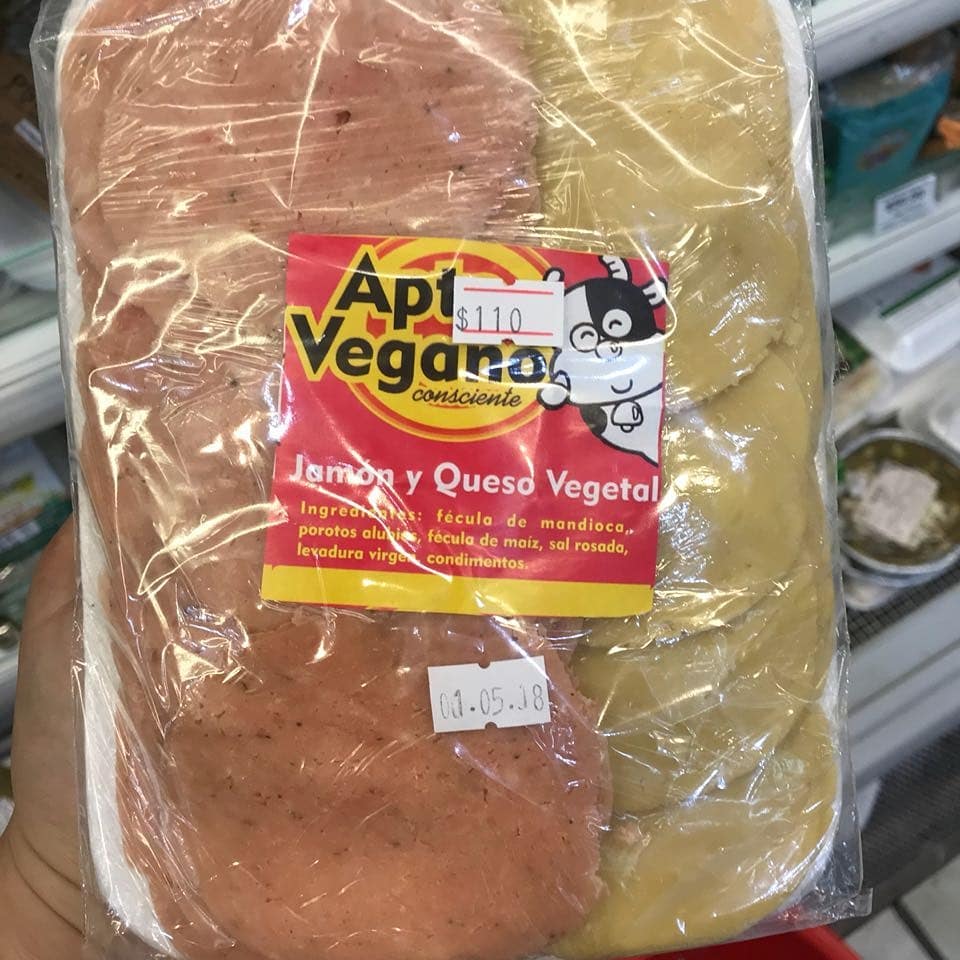 Apt
$110
Vegano
consciente
Jamón y Queso Vegetal
Ingredientes: fécula de mandioca,
porotos alubias, fécula de maíz, sal rosada,
levadura virgen, condimentos.
01.05.18